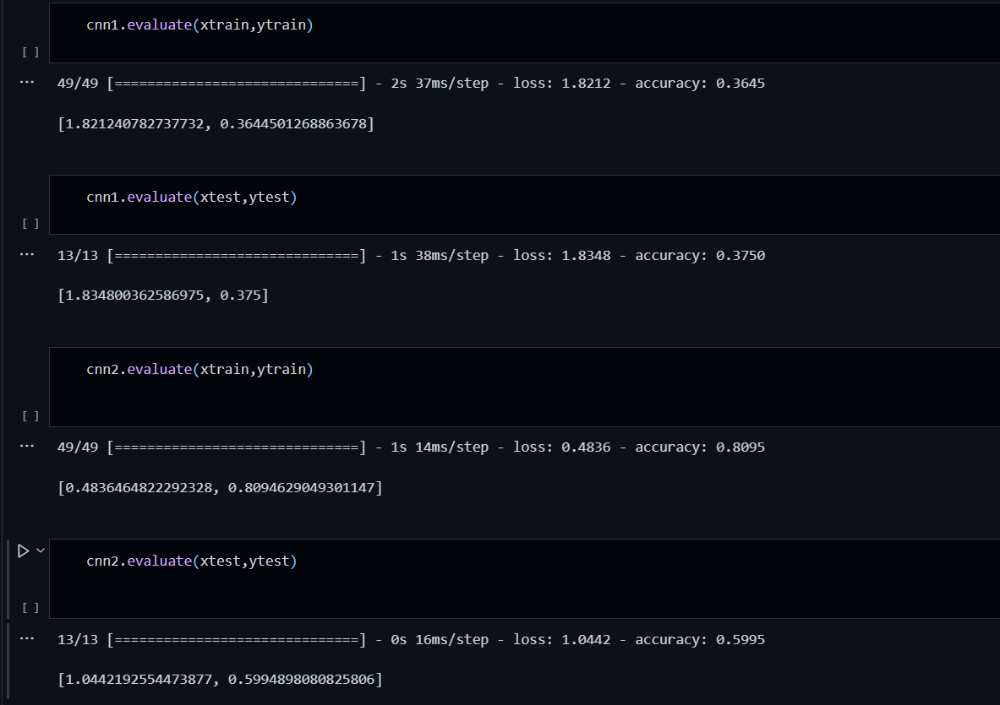 cnn1.evaluate(xtrain,ytrain)
[ ]
... 49/49 [==============================] - 2s 37ms/step - loss: 1.8212 - accuracy: 0.3645
[1.821240782737732, 0.3644501268863678]
cnn1.evaluate(xtest,ytest)
[ ]
... 13/13 [==============================] - 1s 38ms/step - loss: 1.8348 - accuracy: 0.3750
[1.834800362586975, 0.375]
cnn2.evaluate(xtrain,ytrain)
[ ]
... 49/49 [==============================] - 1s 14ms/step - loss: 0.4836 - accuracy: 0.8095
[0.4836464822292328, 0.8094629049301147]
cnn2.evaluate(xtest,ytest)
[ ]
... 13/13 [==============================] - 0s 16ms/step - loss: 1.0442 - accuracy: 0.5995
[1.0442192554473877, 0.5994898080825806]